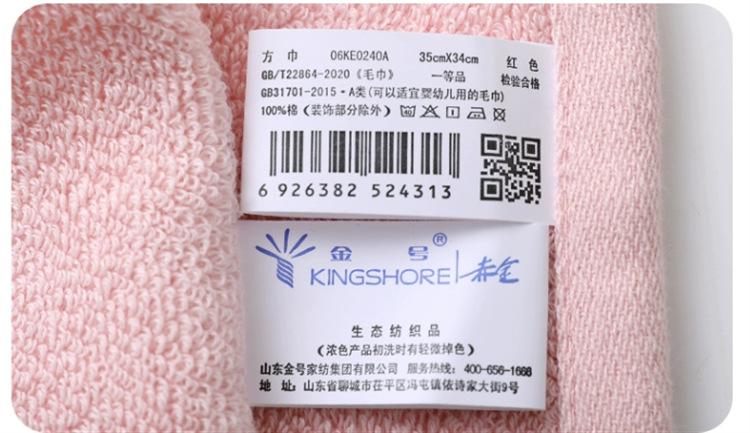 方 巾 06KE0240A 35cmX34cm 红 色
GB/T22864-2020《毛巾》 一等品 检验合格
GB31701-2015·A类(可以适宜婴幼儿用的毛巾)
100%棉（装饰部分除外）
6 926382 524313
金 号®
KINGSHORE 赤金
生态纺织品
（浓色产品初洗时有轻微掉色）
山东金号家纺集团有限公司 服务热线：400-656-1668
地 址：山东省聊城市茌平区冯屯镇依诗家大街9号